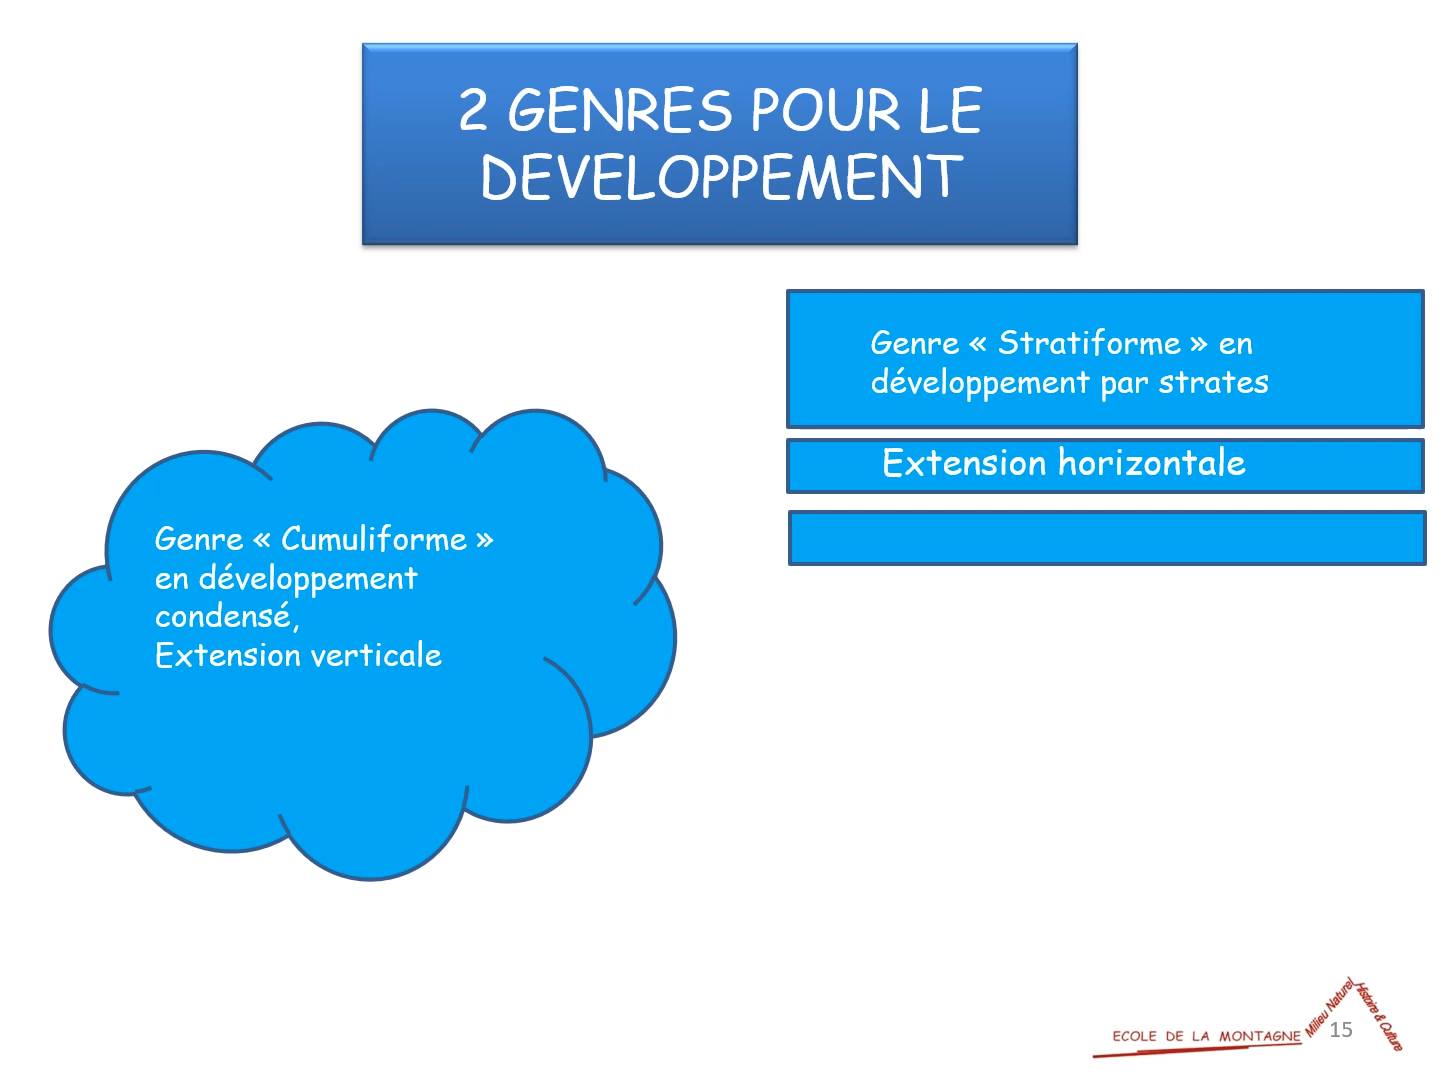 2 GENRES POUR LE
DEVELOPPEMENT
Genre « Stratiforme » en
développement par strates
Extension horizontale
Genre « Cumuliforme »
en développement
condensé,
Extension verticale
ECOLE DE LA MONTAGNE
Milieu Naturel
Histoire & Culture
15